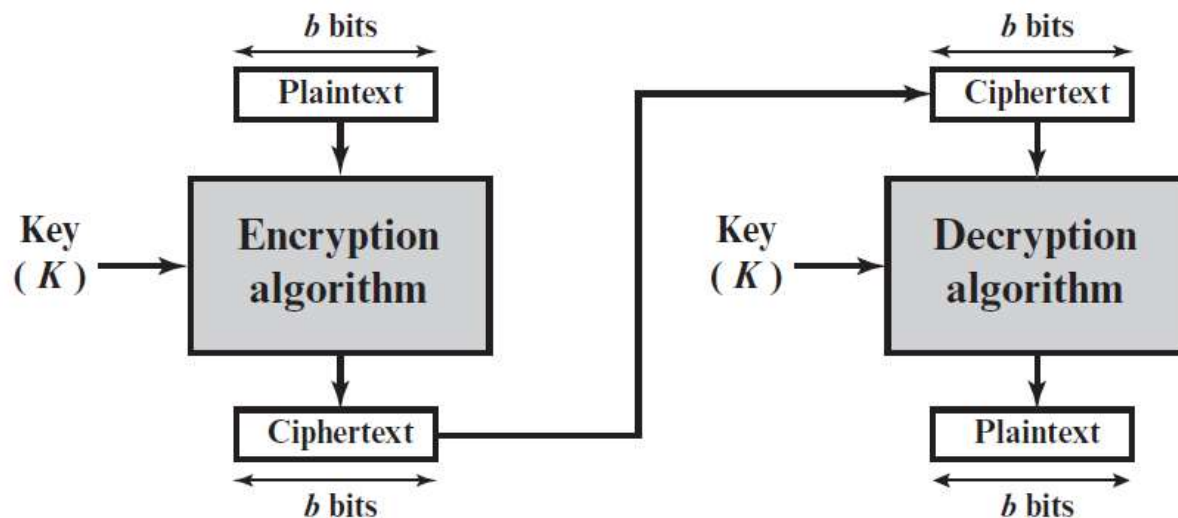 b bits
Plaintext
Key
( K )
Encryption
algorithm
Ciphertext
b bits
b bits
Ciphertext
Key
( K )
Decryption
algorithm
Plaintext
b bits